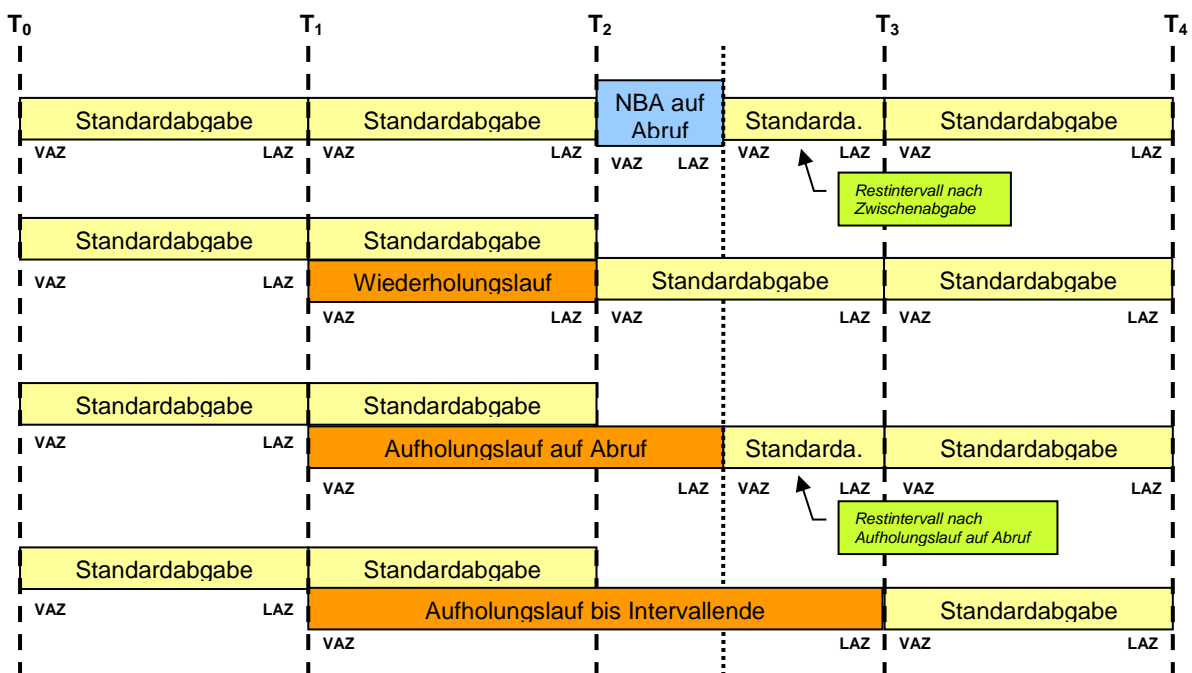 T₀ T₁ T₂ T₃ T₄
NBA auf
Abruf
Standardabgabe Standardabgabe Standarda. Standardabgabe
VAZ LAZ VAZ LAZ VAZ LAZ VAZ LAZ VAZ LAZ
Restintervall nach
Zwischenabgabe
Standardabgabe Standardabgabe
VAZ LAZ Wiederholungslauf Standardabgabe Standardabgabe
VAZ LAZ VAZ LAZ VAZ LAZ
Standardabgabe Standardabgabe
VAZ LAZ Aufholungslauf auf Abruf Standarda. Standardabgabe
VAZ LAZ VAZ LAZ VAZ LAZ
Restintervall nach
Aufholungslauf auf Abruf
Standardabgabe Standardabgabe
VAZ LAZ Aufholungslauf bis Intervallende Standardabgabe
VAZ LAZ VAZ LAZ